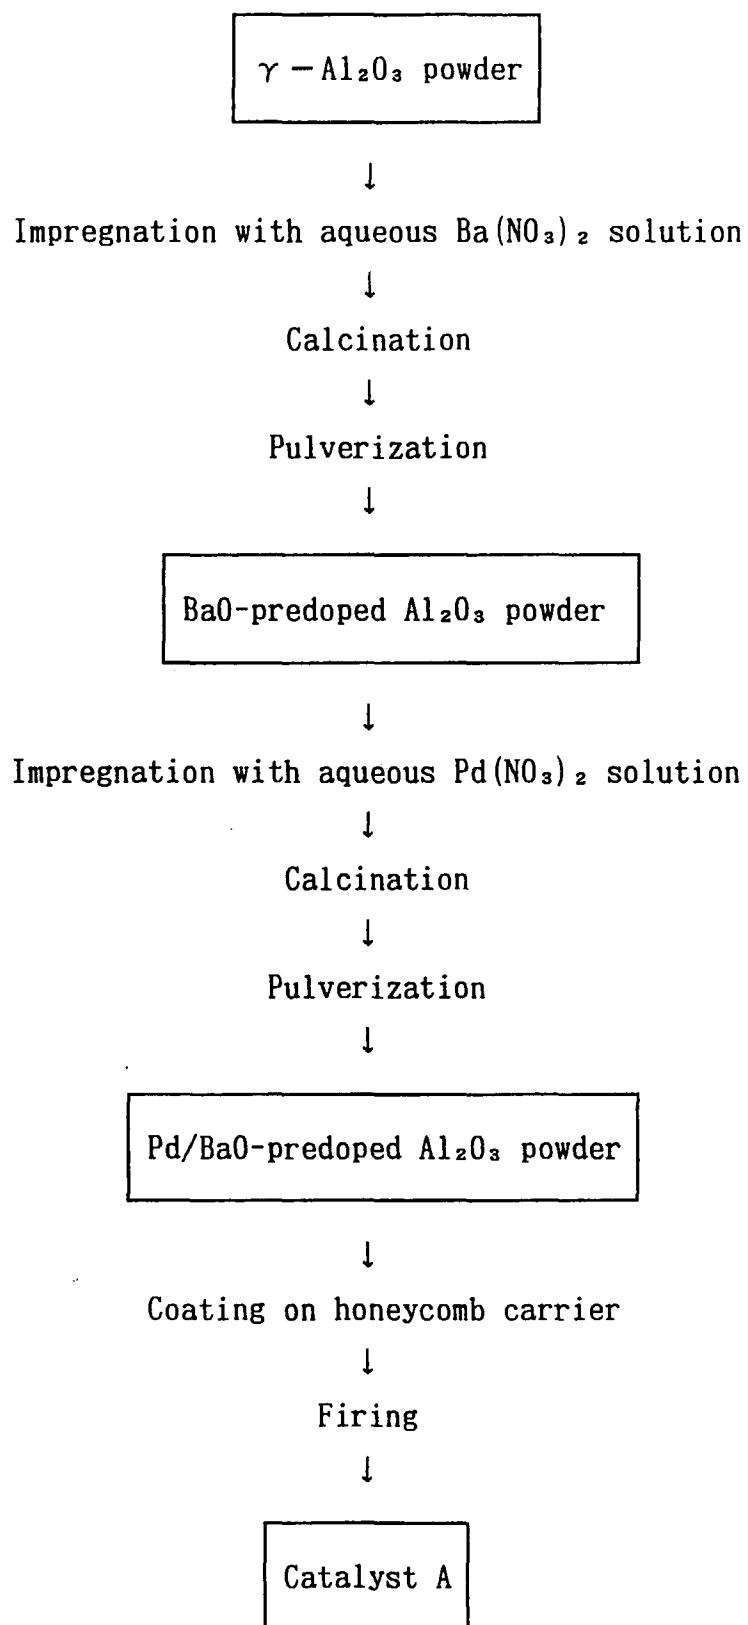 γ－Al₂O₃ powder
↓
Impregnation with aqueous Ba(NO₃)₂ solution
↓
Calcination
↓
Pulverization
↓
BaO-predoped Al₂O₃ powder
↓
Impregnation with aqueous Pd(NO₃)₂ solution
↓
Calcination
↓
Pulverization
↓
Pd/BaO-predoped Al₂O₃ powder
↓
Coating on honeycomb carrier
↓
Firing
↓
Catalyst A